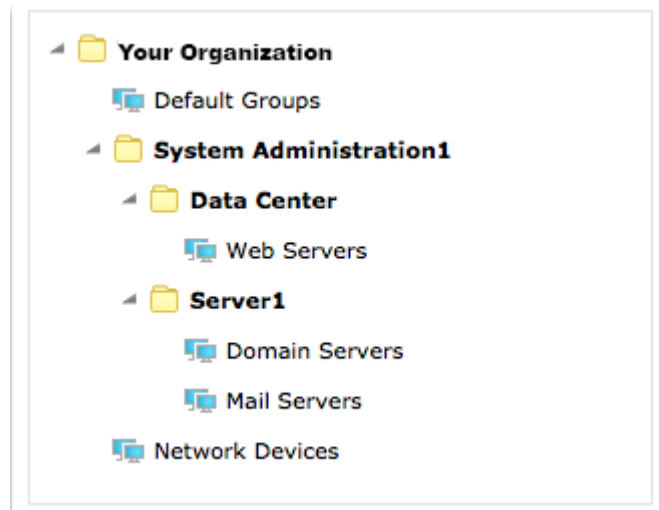 Your Organization
Default Groups
System Administration1
Data Center
Web Servers
Server1
Domain Servers
Mail Servers
Network Devices